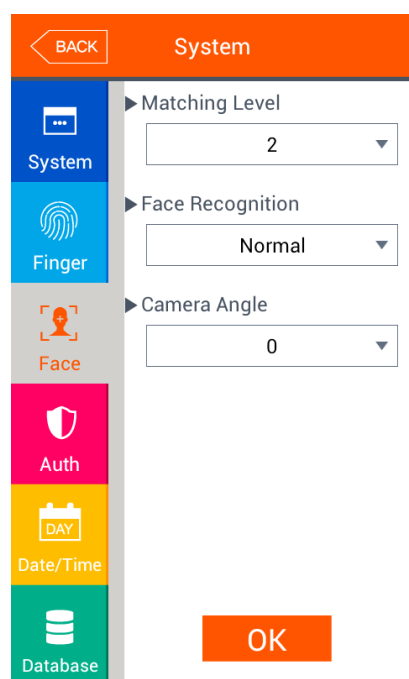 BACK
System
System
Finger
Face
Auth
DAY
Date/Time
Database
Matching Level
2
Face Recognition
Normal
Camera Angle
0
OK